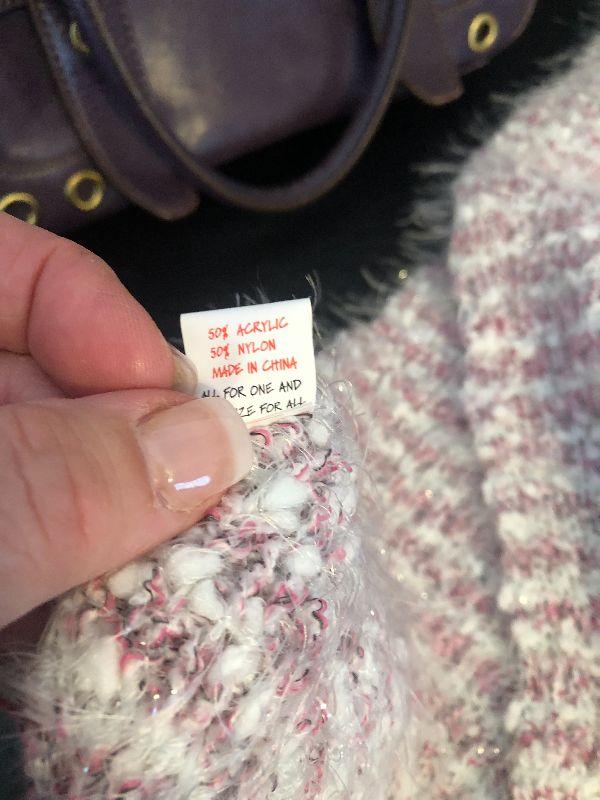 50% ACRYLIC
50% NYLON
MADE IN CHINA
FOR ONE AND
FOR ALL